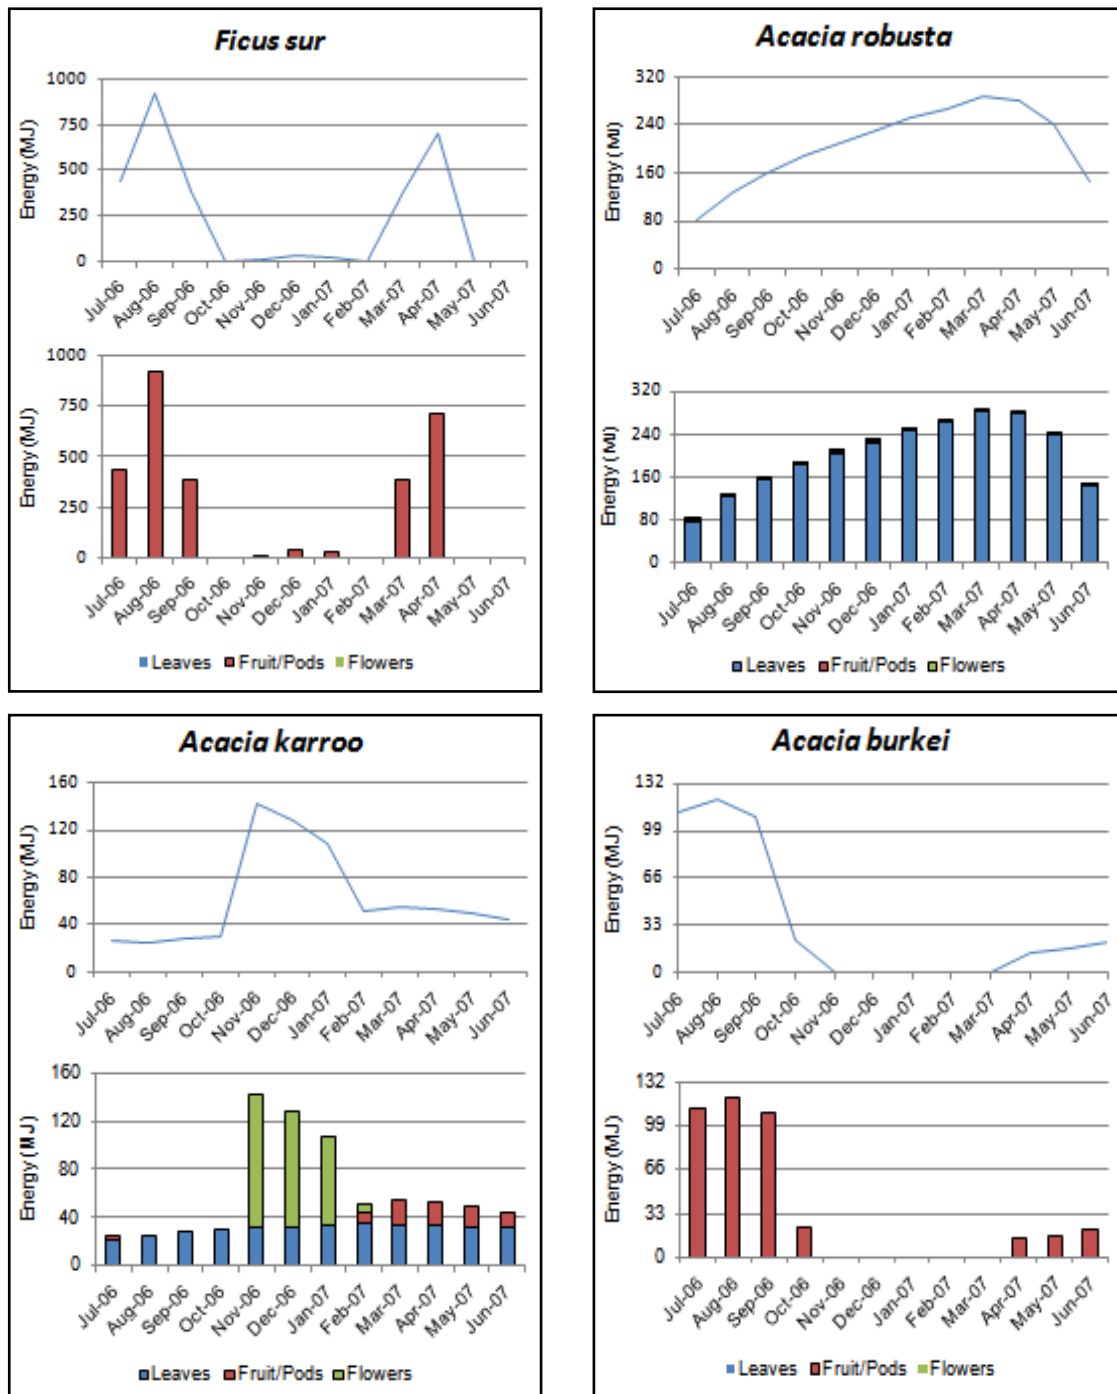 Ficus sur
1000
750
500
250
0
Energy (MJ)
Jul-06 Aug-06 Sep-06 Oct-06 Nov-06 Dec-06 Jan-07 Feb-07 Mar-07 Apr-07 May-07 Jun-07
1000
750
500
250
0
Energy (MJ)
Jul-06 Aug-06 Sep-06 Oct-06 Nov-06 Dec-06 Jan-07 Feb-07 Mar-07 Apr-07 May-07 Jun-07
Leaves Fruit/Pods Flowers
Acacia robusta
320
240
160
80
0
Energy (MJ)
Jul-06 Aug-06 Sep-06 Oct-06 Nov-06 Dec-06 Jan-07 Feb-07 Mar-07 Apr-07 May-07 Jun-07
320
240
160
80
0
Energy (MJ)
Jul-06 Aug-06 Sep-06 Oct-06 Nov-06 Dec-06 Jan-07 Feb-07 Mar-07 Apr-07 May-07 Jun-07
Leaves Fruit/Pods Flowers
Acacia karroo
160
120
80
40
0
Energy (MJ)
Jul-06 Aug-06 Sep-06 Oct-06 Nov-06 Dec-06 Jan-07 Feb-07 Mar-07 Apr-07 May-07 Jun-07
160
120
80
40
0
Energy (MJ)
Jul-06 Aug-06 Sep-06 Oct-06 Nov-06 Dec-06 Jan-07 Feb-07 Mar-07 Apr-07 May-07 Jun-07
Leaves Fruit/Pods Flowers
Acacia burkei
132
99
66
33
0
Energy (MJ)
Jul-06 Aug-06 Sep-06 Oct-06 Nov-06 Dec-06 Jan-07 Feb-07 Mar-07 Apr-07 May-07 Jun-07
132
99
66
33
0
Energy (MJ)
Jul-06 Aug-06 Sep-06 Oct-06 Nov-06 Dec-06 Jan-07 Feb-07 Mar-07 Apr-07 May-07 Jun-07
Leaves Fruit/Pods Flowers